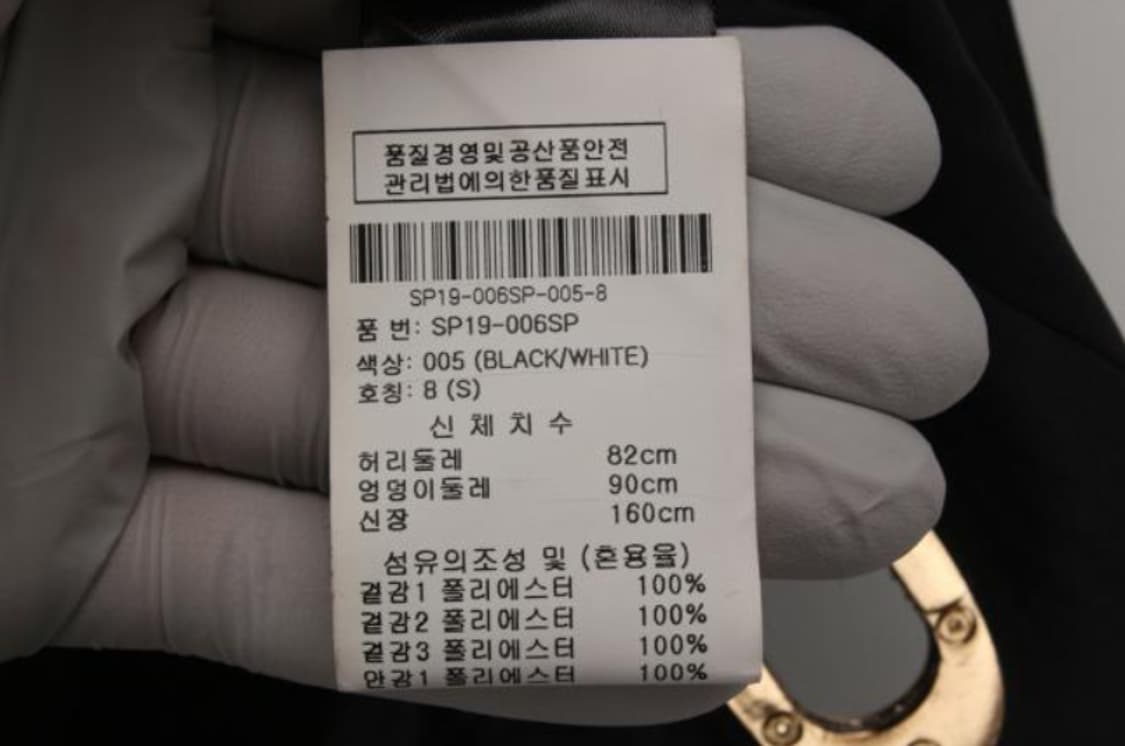 품질경영및공산품안전
관리법에의한품질표시
SP19-006SP-005-8
품 번: SP19-006SP
색상: 005 (BLACK/WHITE)
호칭: 8 (S)
신 체 치 수
허리둘레 82cm
엉덩이둘레 90cm
신장 160cm
섬유의조성 및 (혼용율)
겉감1 폴리에스터 100%
겉감2 폴리에스터 100%
겉감3 폴리에스터 100%
안감1 폴리에스터 100%